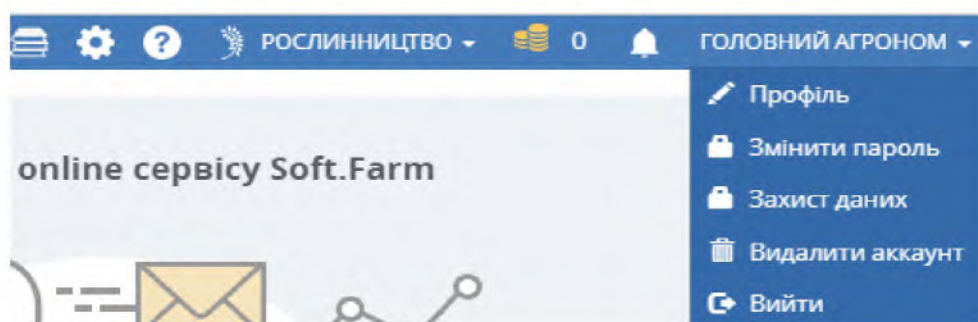 РОСЛИННИЦТВО 0 ГОЛОВНИЙ АГРОНОМ
Профіль
Змінити пароль
Захист даних
Видалити аккаунт
Вийти
online сервісу Soft.Farm